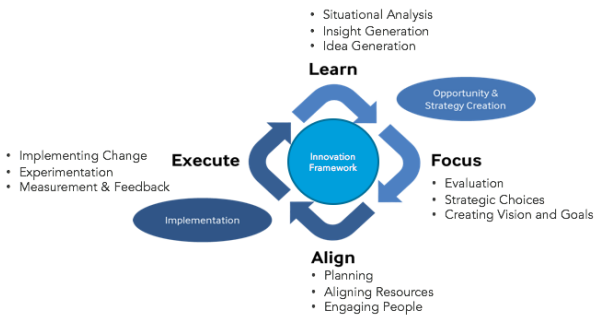 • Situational Analysis
• Insight Generation
• Idea Generation
Learn
Opportunity &
Strategy Creation
Innovation
Framework
• Implementing Change
• Experimentation
• Measurement & Feedback
Execute
Focus
• Evaluation
• Strategic Choices
• Creating Vision and Goals
Implementation
Align
• Planning
• Aligning Resources
• Engaging People